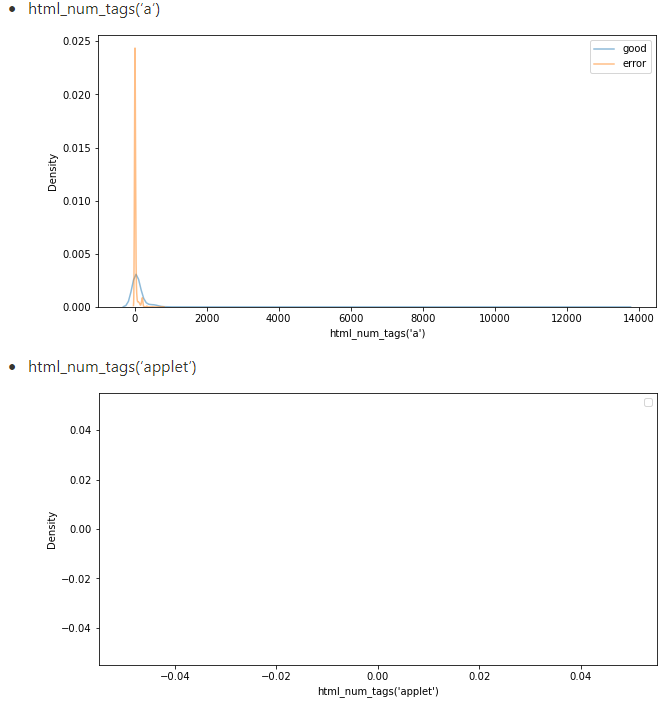 • html_num_tags('a')
0.025
0.020
0.015
0.010
0.005
0.000
Density
good
error
0 2000 4000 6000 8000 10000 12000 14000
html_num_tags('a')
• html_num_tags('applet')
0.04
0.02
0.00
−0.02
−0.04
Density
−0.04 −0.02 0.00 0.02 0.04
html_num_tags('applet')